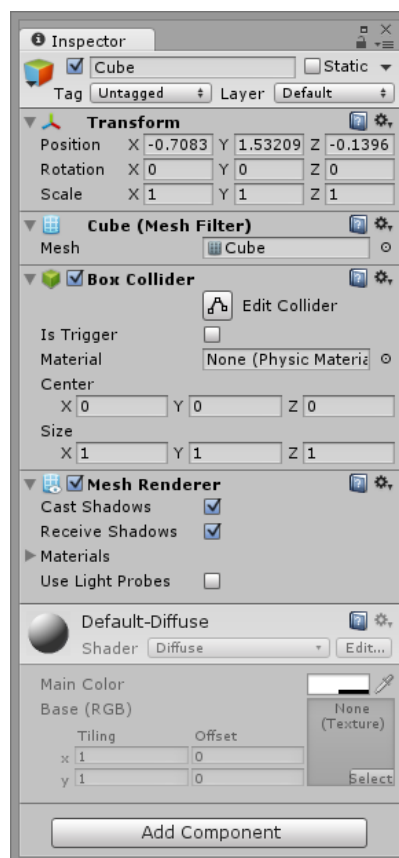 Inspector
Cube Static
Tag Untagged Layer Default
Transform
Position X -0.7083 Y 1.53209 Z -0.1396
Rotation X 0 Y 0 Z 0
Scale X 1 Y 1 Z 1
Cube (Mesh Filter)
Mesh Cube
Box Collider
Edit Collider
Is Trigger
Material None (Physic Materia
Center
X 0 Y 0 Z 0
Size
X 1 Y 1 Z 1
Mesh Renderer
Cast Shadows
Receive Shadows
Materials
Use Light Probes
Default-Diffuse
Shader Diffuse Edit...
Main Color
Base (RGB) None
(Texture)
Tiling Offset
x 1 0
y 1 0 Select
Add Component